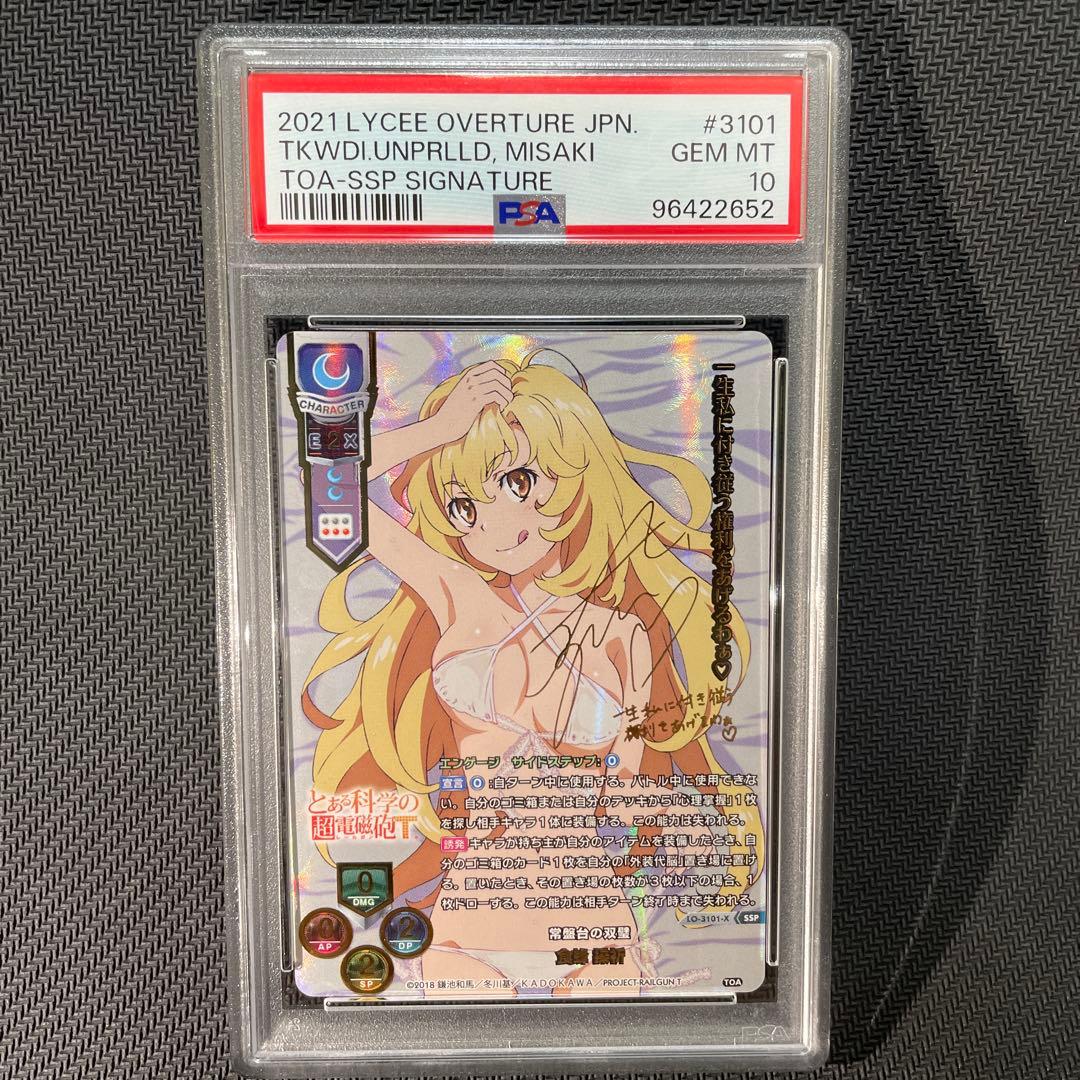 2021 LYCEE OVERTURE JPN. #3101
TKWDI.UNPRLLD, MISAKI GEM MT
TOA-SSP SIGNATURE 10
PSA 96422652
CHARACTER
E 2 X
一生私に付き従う権利をあげるわぁ♡
一生私に付き従う
権利をあげるわぁ♡
エンゲージ サイドステップ:0
宣言 0:自ターン中に使用する。バトル中に使用できな
い。自分のゴミ箱または自分のデッキから「心理掌握」1枚
を探し相手キャラ1体に装備する。この能力は失われる。
誘発 キャラが持ち主が自分のアイテムを装備したとき、自
分のゴミ箱のカード1枚を自分の「外装代脳」置き場に置け
る。置いたとき、その置き場の枚数が3枚以下の場合、1
枚ドローする。この能力は相手ターン終了時まで失われる。
とある科学の
超電磁砲T
0
DMG
0
AP
2
DP
2
SP
LO-3101-X SSP
常盤台の双璧
食蜂 操祈
©2018 鎌池和馬/冬川基/KADOKAWA/PROJECT-RAILGUN T
TOA
PSA